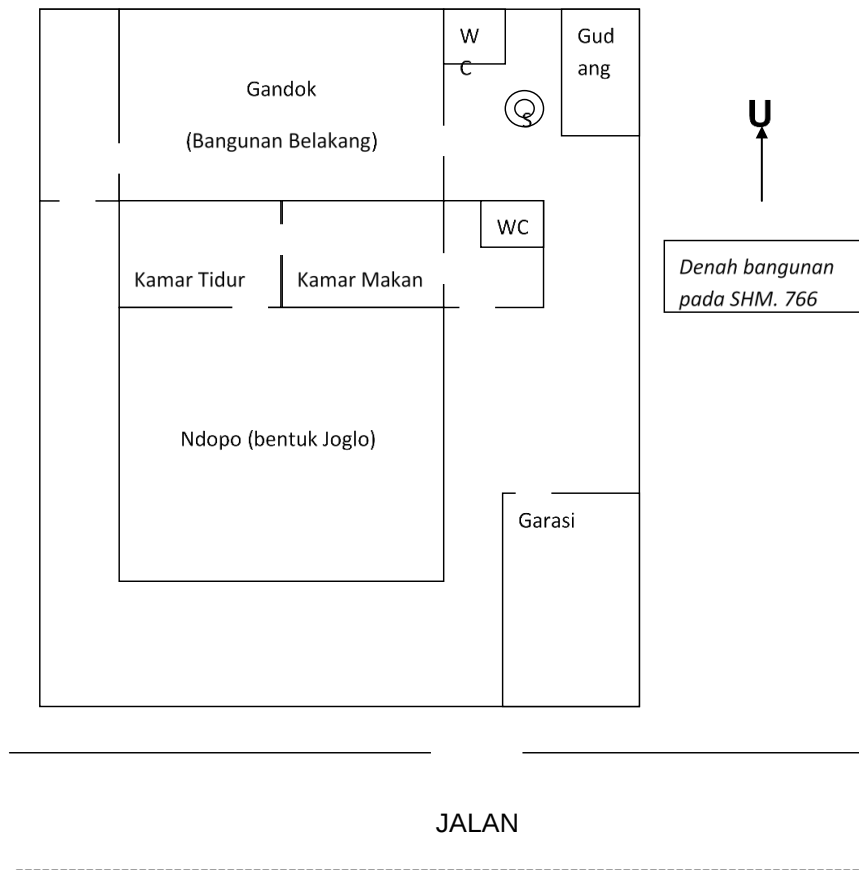 W
C
Gud
ang
Gandok
(Bangunan Belakang)
S
U
WC
Kamar Tidur
Kamar Makan
Denah bangunan
pada SHM. 766
Ndopo (bentuk Joglo)
Garasi
JALAN